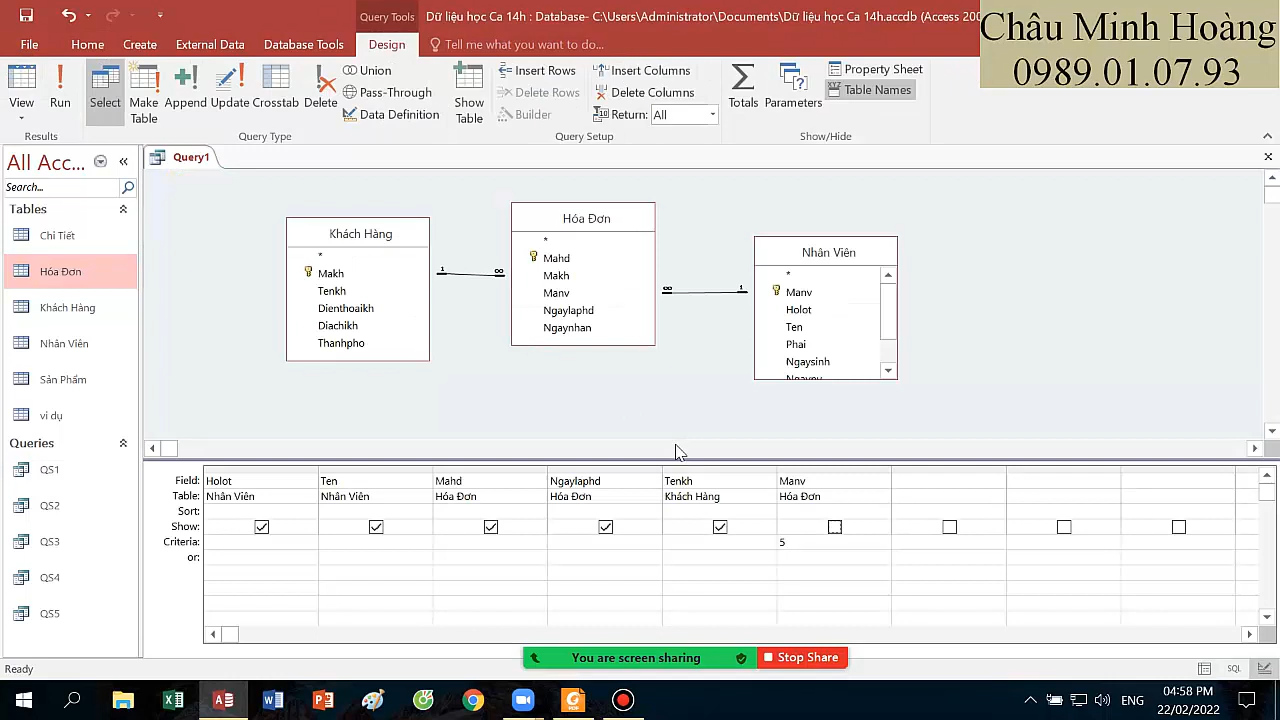 Query Tools
Dữ liệu học Ca 14h : Database- C:\Users\Administrator\Documents\Dữ liệu học Ca 14h.accdb (Access 200
Châu Minh Hoàng
0989.01.07.93
File Home Create External Data Database Tools Design Tell me what you want to do...
View Run Select Make Table Append Update Crosstab Delete
Union
Pass-Through
Data Definition
Show Table
Insert Rows
Delete Rows
Builder
Insert Columns
Delete Columns
Return: All
Totals Parameters
Property Sheet
Table Names
Results Query Type Query Setup Show/Hide
All Acc...
Query1
Search...
Tables
Chi Tiết
Hóa Đơn
Khách Hàng
Nhân Viên
Sản Phẩm
ví dụ
Queries
QS1
QS2
QS3
QS4
QS5
Khách Hàng
*
Makh
Tenkh
Dienthoaikh
Diachikh
Thanhpho
1 ∞
Hóa Đơn
*
Mahd
Makh
Manv
Ngaylaphd
Ngaynhan
∞ 1
Nhân Viên
*
Manv
Holot
Ten
Phai
Ngaysinh
Field: Holot Ten Mahd Ngaylaphd Tenkh Manv
Table: Nhân Viên Nhân Viên Hóa Đơn Hóa Đơn Khách Hàng Hóa Đơn
Sort:
Show:
Criteria: 5
or:
You are screen sharing Stop Share
Ready
SQL
ENG
04:58 PM
22/02/2022